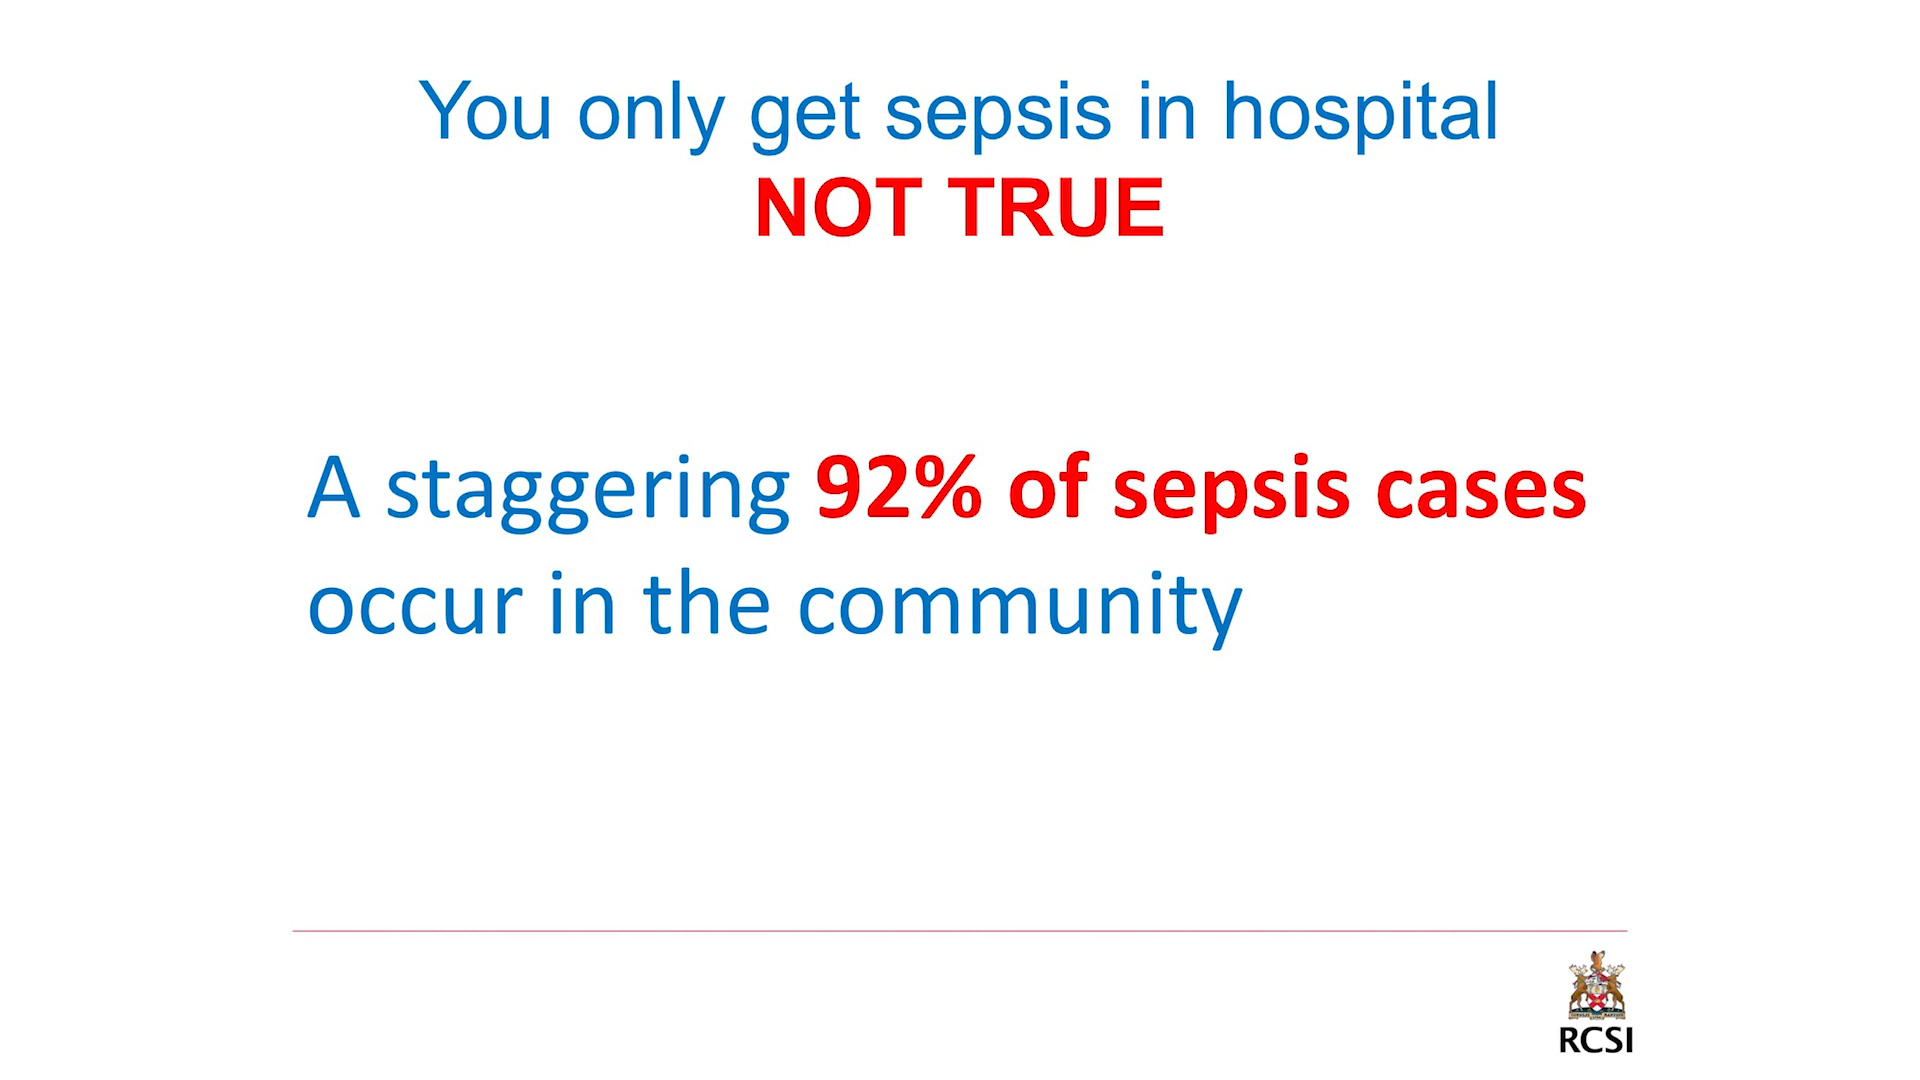 You only get sepsis in hospital
NOT TRUE
A staggering 92% of sepsis cases
occur in the community
RCSI